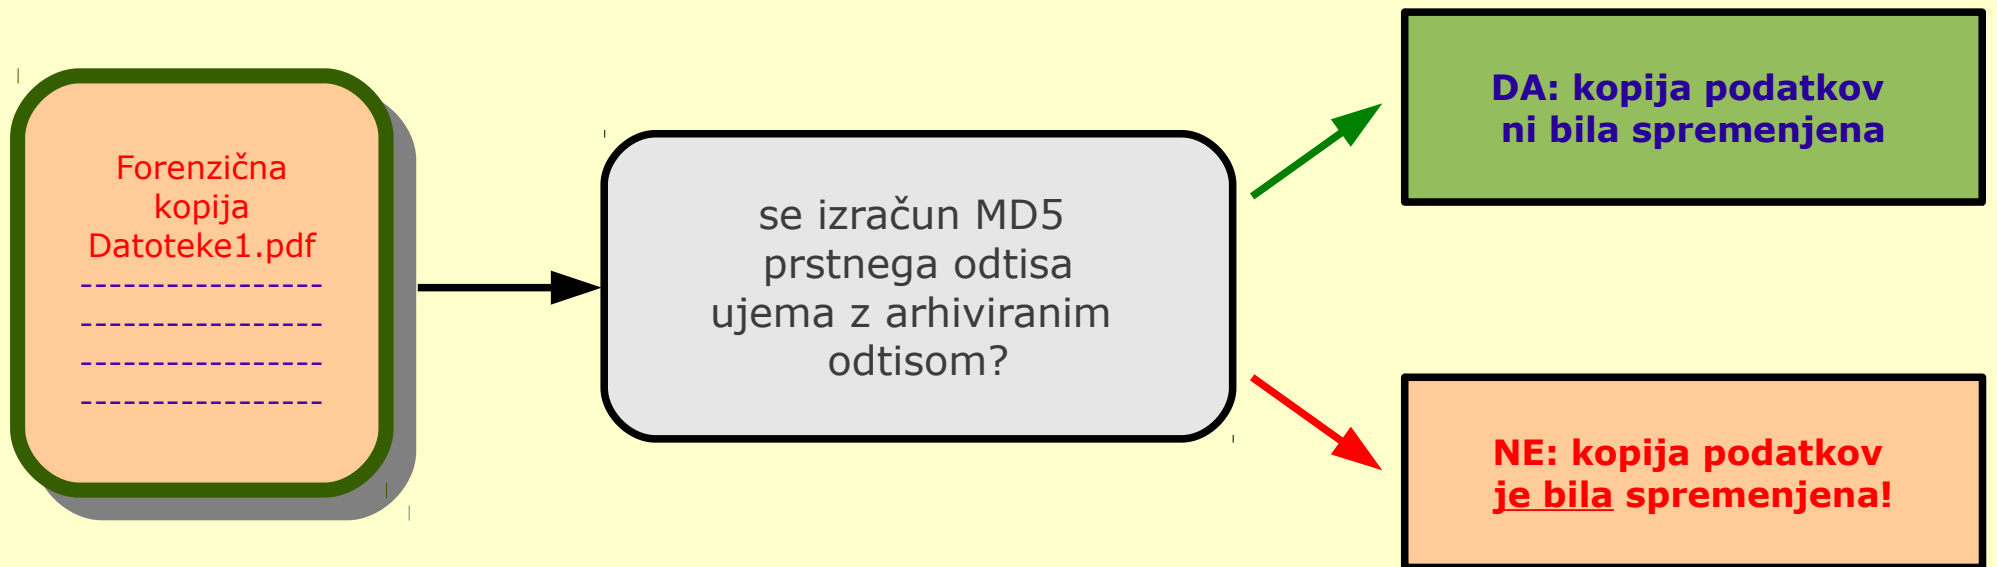 Forenzična
kopija
Datoteke1.pdf
-----------------
-----------------
-----------------
-----------------
se izračun MD5
prstnega odtisa
ujema z arhiviranim
odtisom?
DA: kopija podatkov
ni bila spremenjena
NE: kopija podatkov
je bila spremenjena!